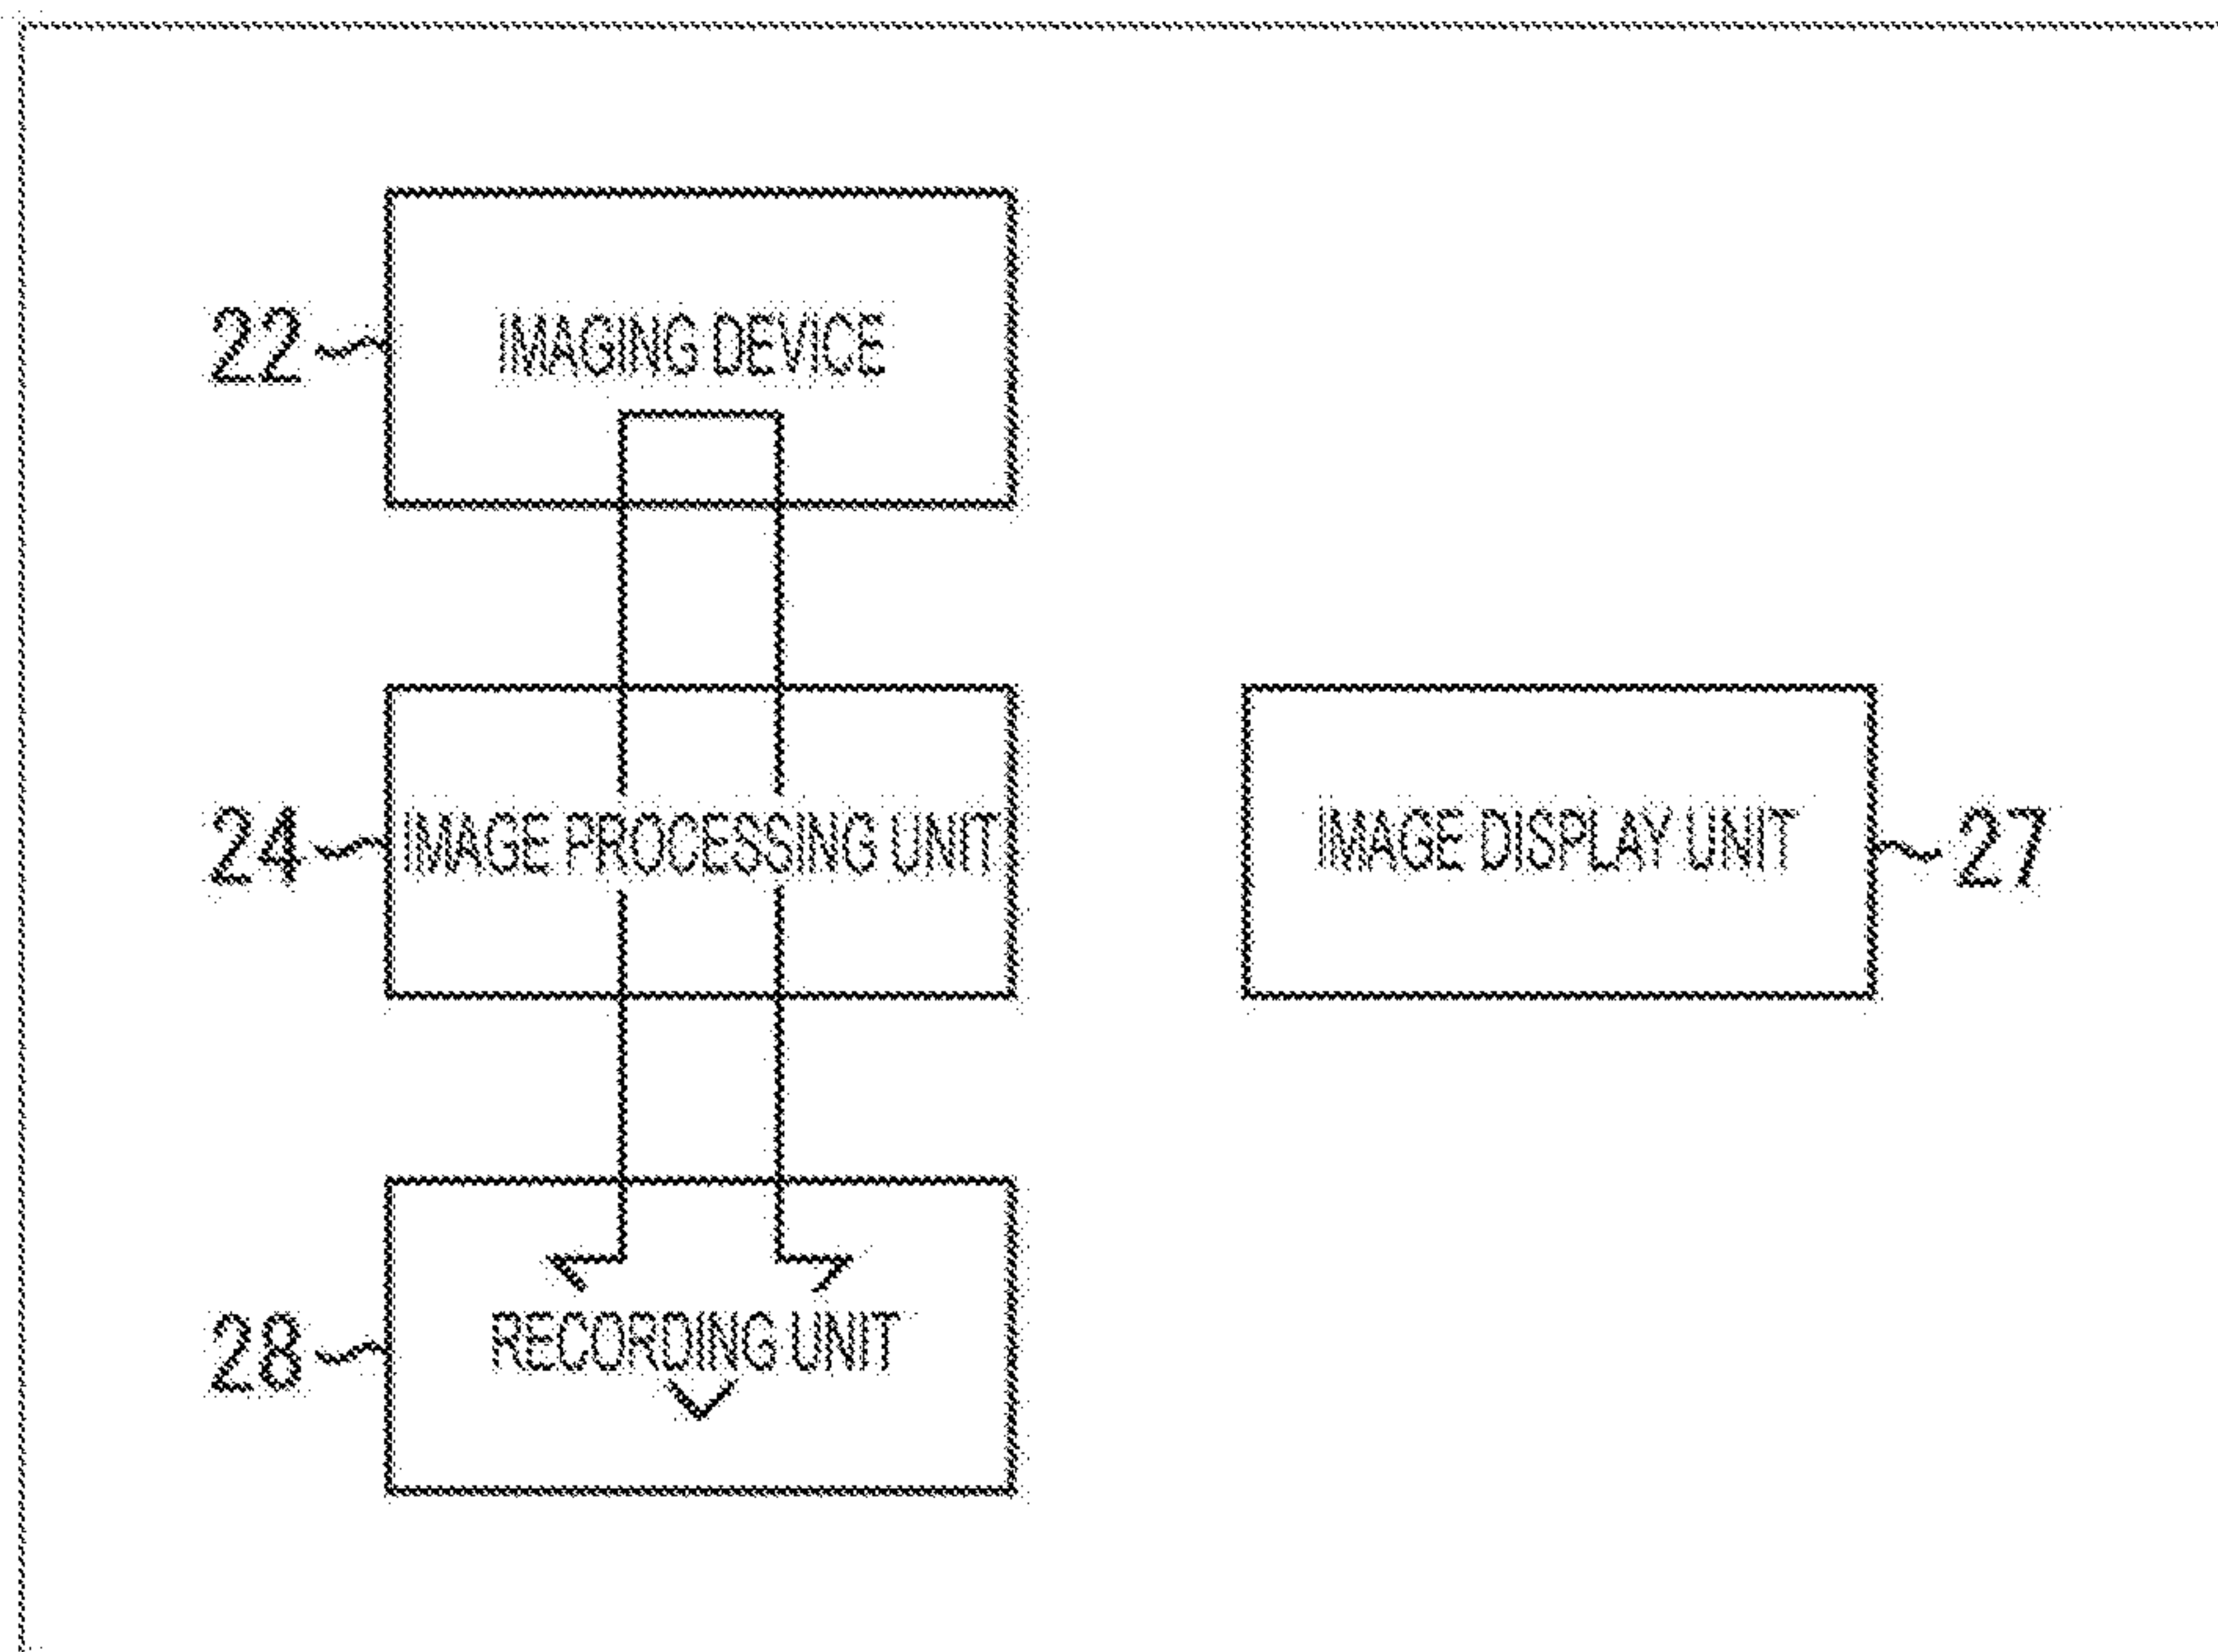 22 IMAGING DEVICE
24 IMAGE PROCESSING UNIT
IMAGE DISPLAY UNIT 27
28 RECORDING UNIT